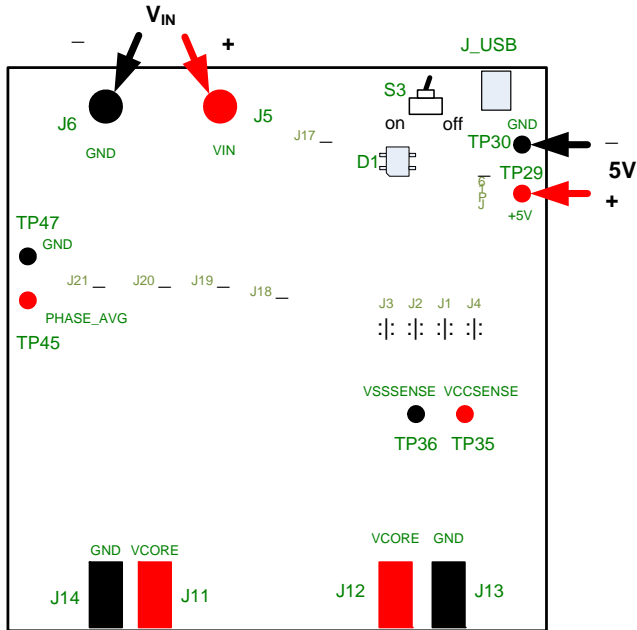 VIN
– +
J_USB
S3
J6
J5
on off
GND
TP30
–
GND
VIN
J17
D1
5V
TP29
+
+5V
TP47
GND
J21
J20
J19
J18
PHASE_AVG
TP45
J3 J2 J1 J4
VSSSENSE VCCSENSE
TP36 TP35
GND VCORE
VCORE GND
J14
J11
J12
J13